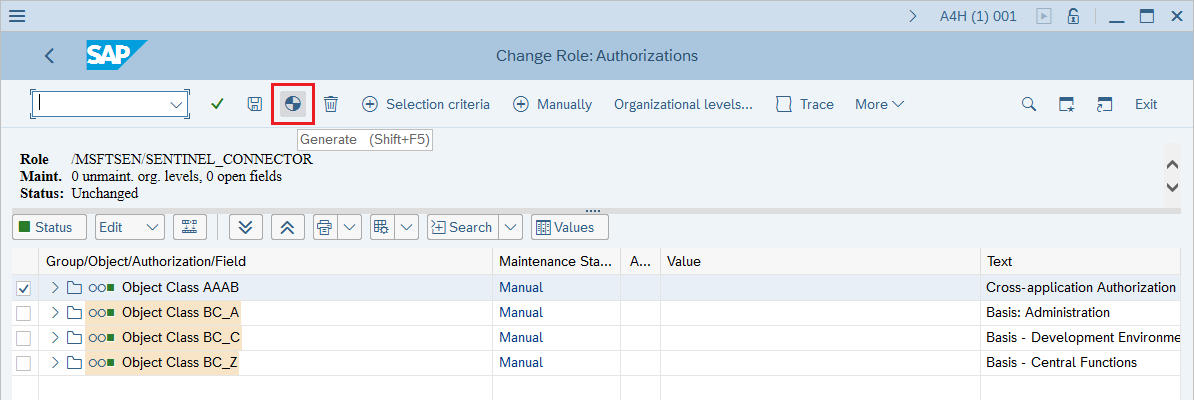 A4H (1) 001
SAP
Change Role: Authorizations
Selection criteria Manually Organizational levels... Trace More Exit
Generate (Shift+F5)
Role /MSFTSEN/SENTINEL_CONNECTOR
Maint. 0 unmaint. org. levels, 0 open fields
Status: Unchanged
Status Edit Search Values
Group/Object/Authorization/Field Maintenance Sta... A... Value Text
Object Class AAAB Manual Cross-application Authorization
Object Class BC_A Manual Basis: Administration
Object Class BC_C Manual Basis - Development Environme
Object Class BC_Z Manual Basis - Central Functions